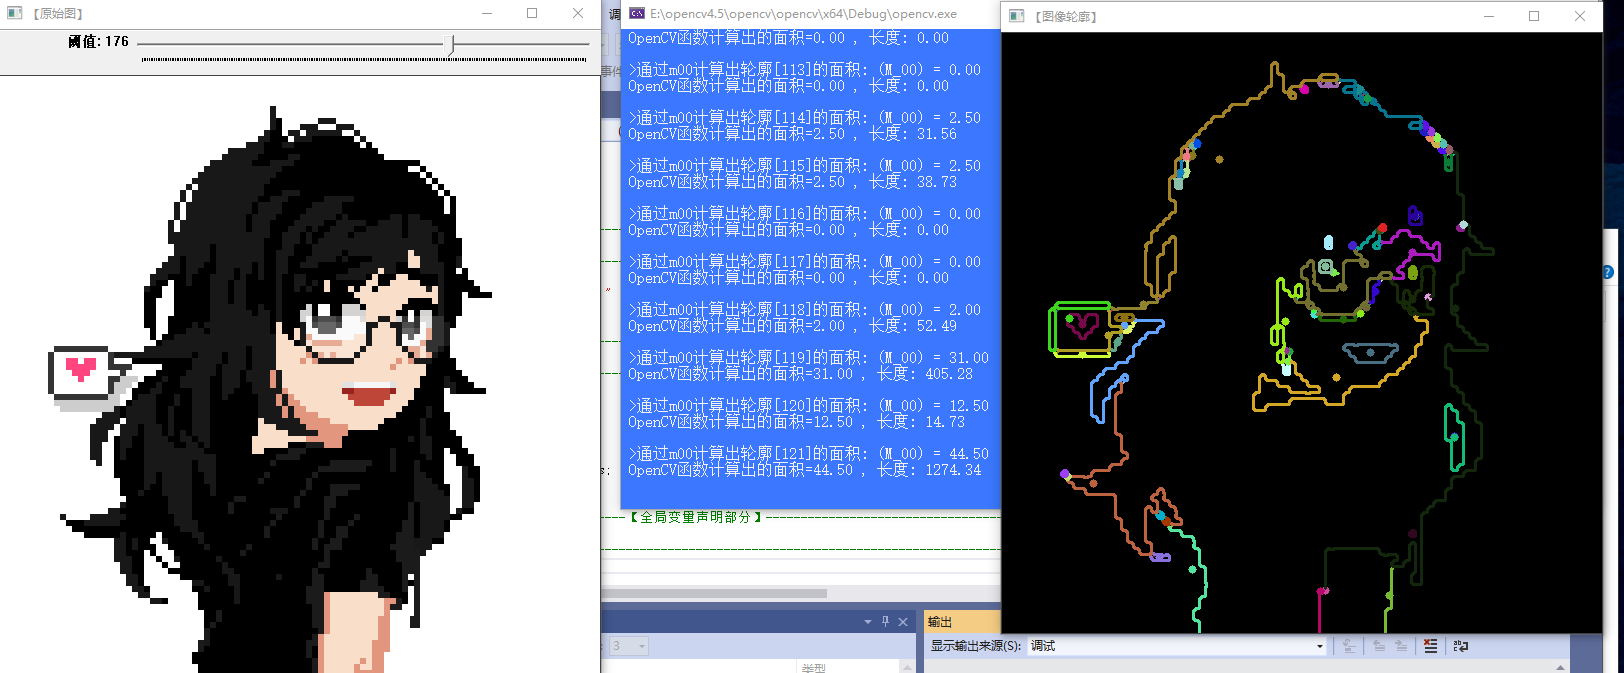 【原始图】
阈值: 176
调
事件
E:\opencv4.5\opencv\opencv\x64\Debug\opencv.exe
OpenCV函数计算出的面积=0.00 , 长度: 0.00
>通过m00计算出轮廓[113]的面积: (M_00) = 0.00
OpenCV函数计算出的面积=0.00 , 长度: 0.00
>通过m00计算出轮廓[114]的面积: (M_00) = 2.50
OpenCV函数计算出的面积=2.50 , 长度: 31.56
>通过m00计算出轮廓[115]的面积: (M_00) = 2.50
OpenCV函数计算出的面积=2.50 , 长度: 38.73
>通过m00计算出轮廓[116]的面积: (M_00) = 0.00
OpenCV函数计算出的面积=0.00 , 长度: 0.00
>通过m00计算出轮廓[117]的面积: (M_00) = 0.00
OpenCV函数计算出的面积=0.00 , 长度: 0.00
>通过m00计算出轮廓[118]的面积: (M_00) = 2.00
OpenCV函数计算出的面积=2.00 , 长度: 52.49
>通过m00计算出轮廓[119]的面积: (M_00) = 31.00
OpenCV函数计算出的面积=31.00 , 长度: 405.28
>通过m00计算出轮廓[120]的面积: (M_00) = 12.50
OpenCV函数计算出的面积=12.50 , 长度: 14.73
>通过m00计算出轮廓[121]的面积: (M_00) = 44.50
OpenCV函数计算出的面积=44.50 , 长度: 1274.34
s;
【全局变量声明部分】
【图像轮廓】
3
类型
输出
显示输出来源(S): 调试